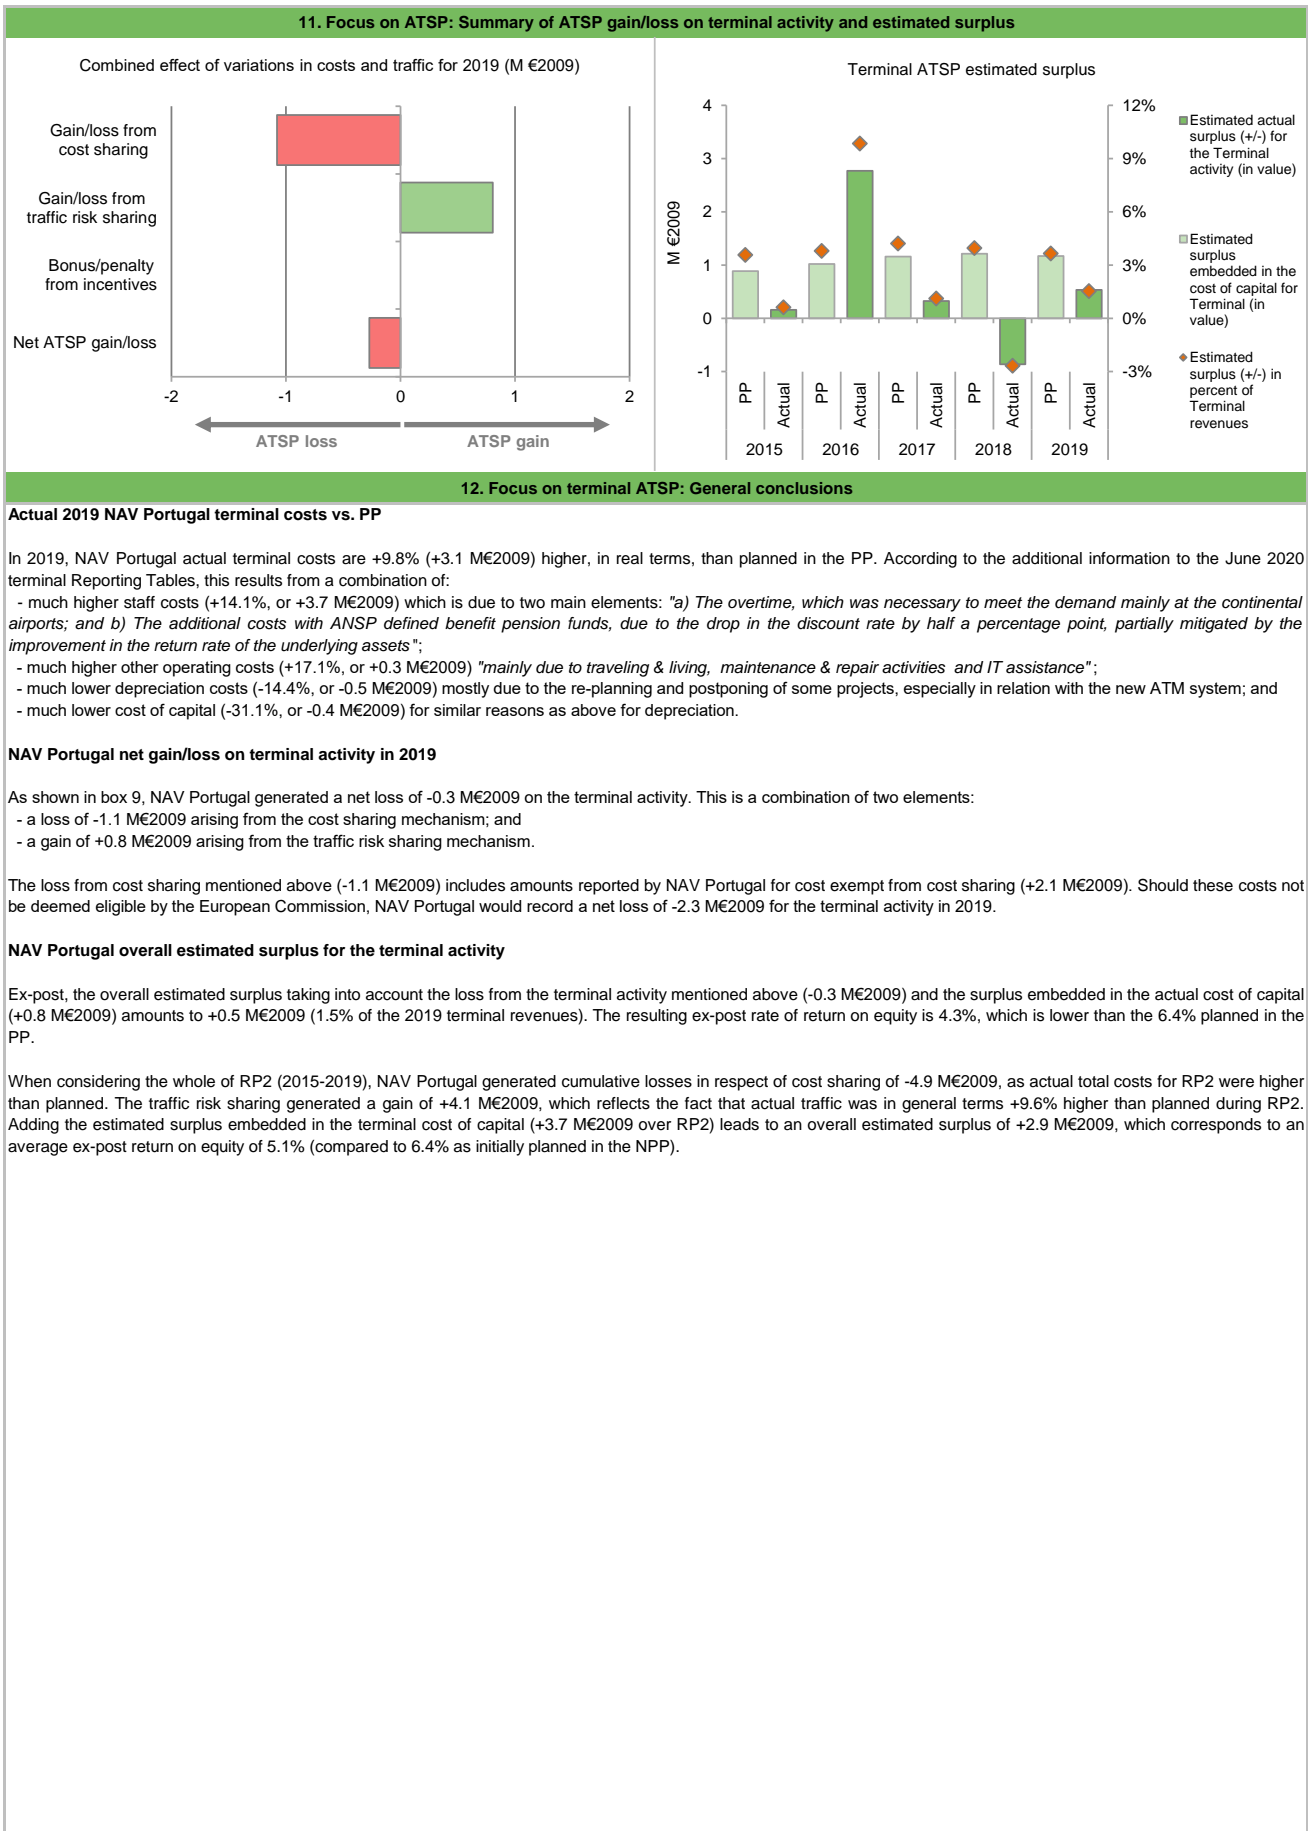 11. Focus on ATSP: Summary of ATSP gain/loss on terminal activity and estimated surplus
Combined effect of variations in costs and traffic for 2019 (M €2009)
Gain/loss from
cost sharing
Gain/loss from
traffic risk sharing
Bonus/penalty
from incentives
Net ATSP gain/loss
-2 -1 0 1 2
ATSP loss ATSP gain
Terminal ATSP estimated surplus
M €2009
4
3
2
1
0
-1
12%
9%
6%
3%
0%
-3%
PP Actual PP Actual PP Actual PP Actual PP Actual
2015 2016 2017 2018 2019
Estimated actual
surplus (+/-) for
the Terminal
activity (in value)
Estimated
surplus
embedded in the
cost of capital for
Terminal (in
value)
Estimated
surplus (+/-) in
percent of
Terminal
revenues
12. Focus on terminal ATSP: General conclusions
Actual 2019 NAV Portugal terminal costs vs. PP
In 2019, NAV Portugal actual terminal costs are +9.8% (+3.1 M€2009) higher, in real terms, than planned in the PP. According to the additional information to the June 2020
terminal Reporting Tables, this results from a combination of:
- much higher staff costs (+14.1%, or +3.7 M€2009) which is due to two main elements: "a) The overtime, which was necessary to meet the demand mainly at the continental
airports; and b) The additional costs with ANSP defined benefit pension funds, due to the drop in the discount rate by half a percentage point, partially mitigated by the
improvement in the return rate of the underlying assets";
- much higher other operating costs (+17.1%, or +0.3 M€2009) "mainly due to traveling & living, maintenance & repair activities and IT assistance";
- much lower depreciation costs (-14.4%, or -0.5 M€2009) mostly due to the re-planning and postponing of some projects, especially in relation with the new ATM system; and
- much lower cost of capital (-31.1%, or -0.4 M€2009) for similar reasons as above for depreciation.
NAV Portugal net gain/loss on terminal activity in 2019
As shown in box 9, NAV Portugal generated a net loss of -0.3 M€2009 on the terminal activity. This is a combination of two elements:
- a loss of -1.1 M€2009 arising from the cost sharing mechanism; and
- a gain of +0.8 M€2009 arising from the traffic risk sharing mechanism.
The loss from cost sharing mentioned above (-1.1 M€2009) includes amounts reported by NAV Portugal for cost exempt from cost sharing (+2.1 M€2009). Should these costs not
be deemed eligible by the European Commission, NAV Portugal would record a net loss of -2.3 M€2009 for the terminal activity in 2019.
NAV Portugal overall estimated surplus for the terminal activity
Ex-post, the overall estimated surplus taking into account the loss from the terminal activity mentioned above (-0.3 M€2009) and the surplus embedded in the actual cost of capital
(+0.8 M€2009) amounts to +0.5 M€2009 (1.5% of the 2019 terminal revenues). The resulting ex-post rate of return on equity is 4.3%, which is lower than the 6.4% planned in the
PP.
When considering the whole of RP2 (2015-2019), NAV Portugal generated cumulative losses in respect of cost sharing of -4.9 M€2009, as actual total costs for RP2 were higher
than planned. The traffic risk sharing generated a gain of +4.1 M€2009, which reflects the fact that actual traffic was in general terms +9.6% higher than planned during RP2.
Adding the estimated surplus embedded in the terminal cost of capital (+3.7 M€2009 over RP2) leads to an overall estimated surplus of +2.9 M€2009, which corresponds to an
average ex-post return on equity of 5.1% (compared to 6.4% as initially planned in the NPP).